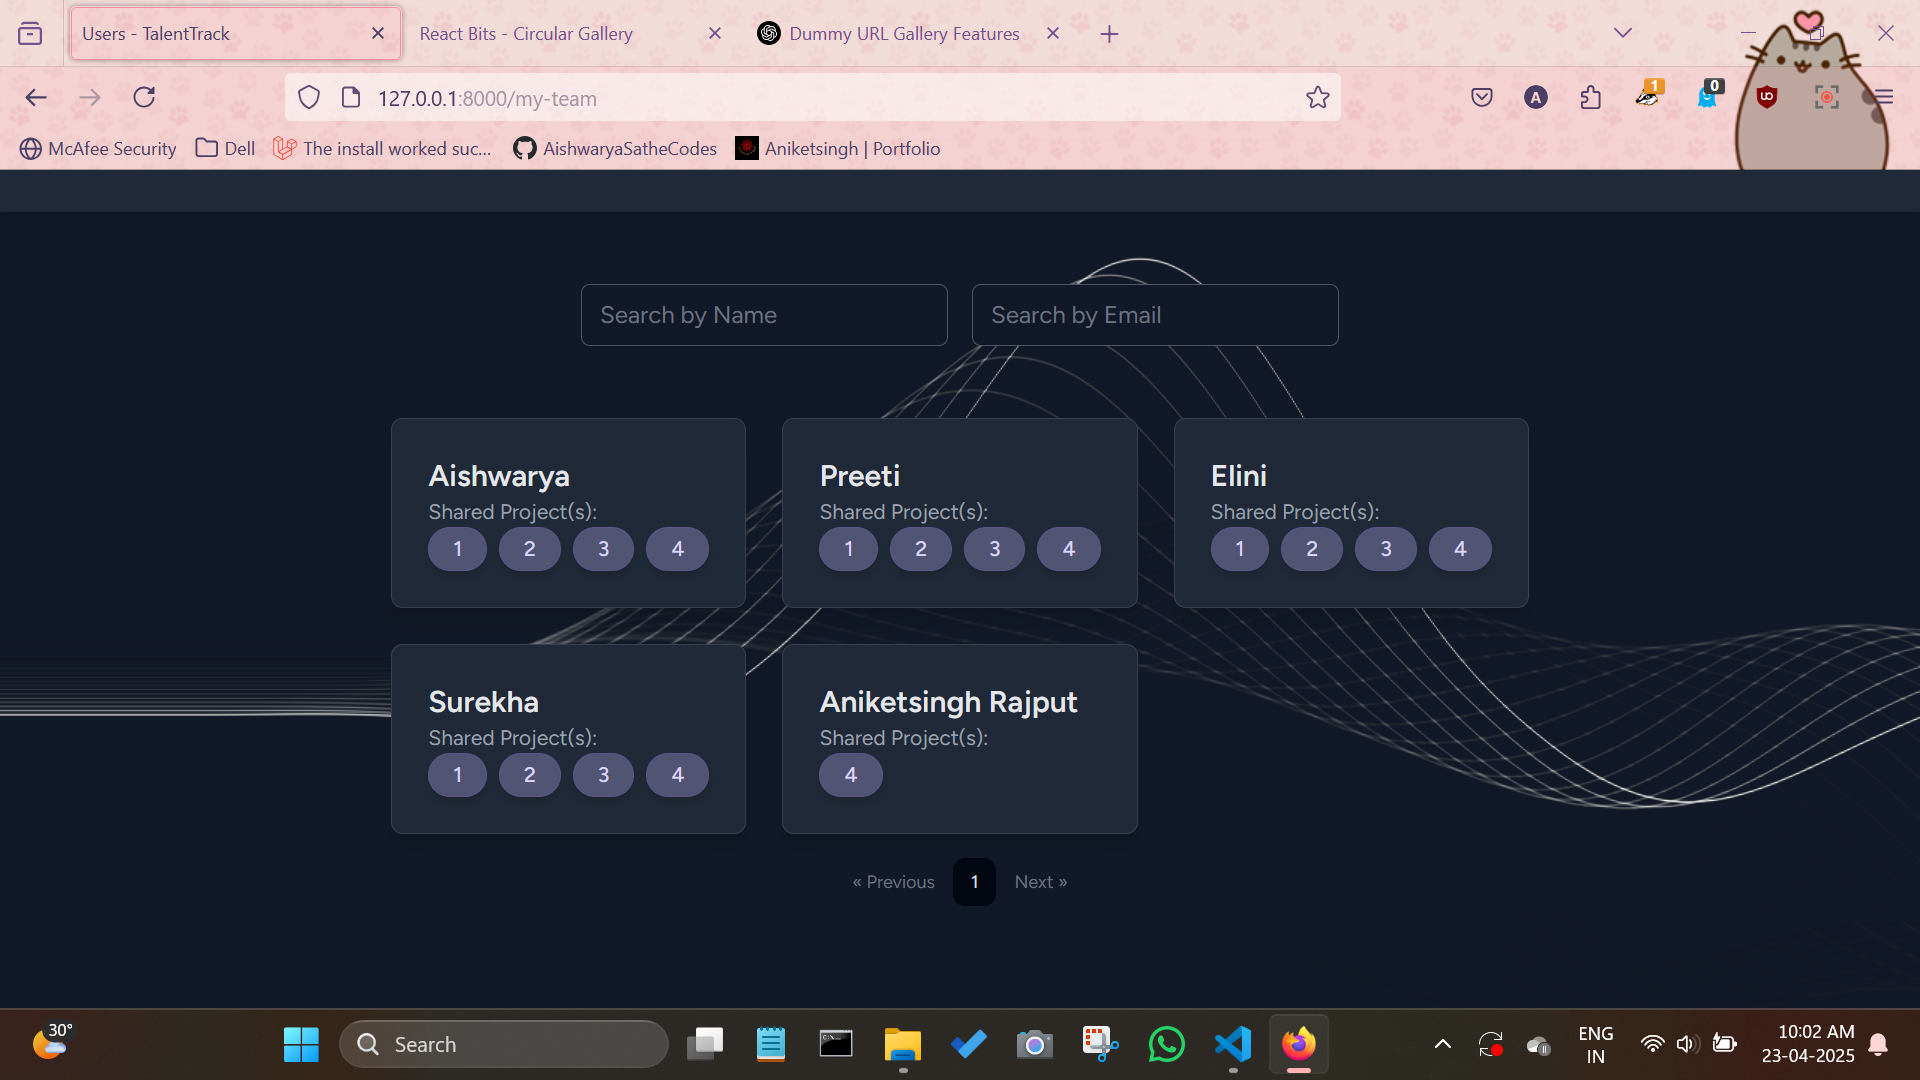 Users - TalentTrack
React Bits - Circular Gallery
Dummy URL Gallery Features
127.0.0.1:8000/my-team
A
1
0
McAfee Security
Dell
The install worked suc...
AishwaryaSatheCodes
Aniketsingh | Portfolio
Search by Name
Search by Email
Aishwarya
Shared Project(s):
1 2 3 4
Preeti
Shared Project(s):
1 2 3 4
Elini
Shared Project(s):
1 2 3 4
Surekha
Shared Project(s):
1 2 3 4
Aniketsingh Rajput
Shared Project(s):
4
« Previous 1 Next »
30°
Search
ENG
IN
10:02 AM
23-04-2025